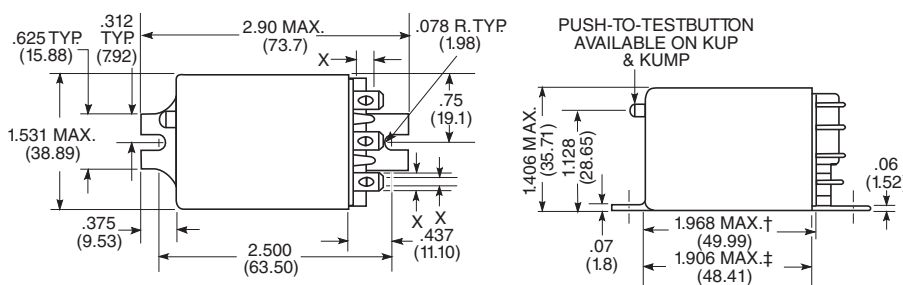 .312
TYP.
(7.92)
.625 TYP.
(15.88)
2.90 MAX.
(73.7)
.078 R. TYP.
(1.98)
X
.75
(19.1)
1.531 MAX.
(38.89)
X
X
.437
(11.10)
.375
(9.53)
2.500
(63.50)
PUSH-TO-TESTBUTTON
AVAILABLE ON KUP
& KUMP
1.406 MAX.
(35.71)
1.128
(28.65)
.06
(1.52)
.07
(1.8)
1.968 MAX.†
(49.99)
1.906 MAX.‡
(48.41)